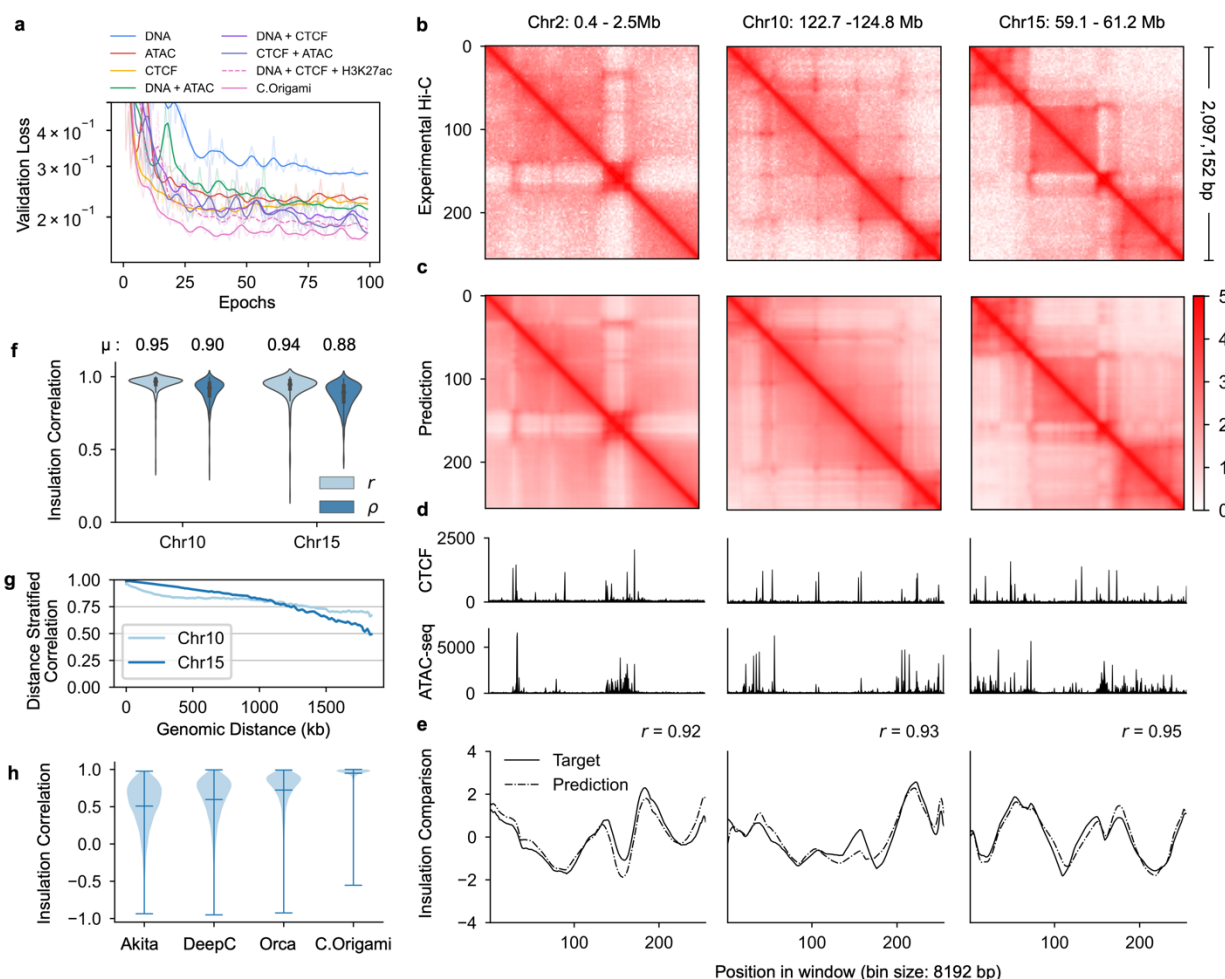 a
DNA
ATAC
CTCF
DNA + ATAC
DNA + CTCF
CTCF + ATAC
DNA + CTCF + H3K27ac
C.Origami
Validation Loss
4 × 10⁻¹
3 × 10⁻¹
2 × 10⁻¹
0 25 50 75 100
Epochs
b
Chr2: 0.4 - 2.5Mb Chr10: 122.7 -124.8 Mb Chr15: 59.1 - 61.2 Mb
Experimental Hi-C
0
100
200
2,097,152 bp
c
Prediction
0
100
200
5
4
3
2
1
0
f
μ : 0.95 0.90 0.94 0.88
Insulation Correlation
1.0
0.5
0.0
r
ρ
Chr10 Chr15
g
Distance Stratified
Correlation
1.00
0.75
0.50
0.25
0.00
Chr10
Chr15
0 500 1000 1500
Genomic Distance (kb)
d
CTCF
2500
0
ATAC-seq
5000
0
e
r = 0.92 r = 0.93 r = 0.95
Insulation Comparison
4
2
0
−2
−4
Target
Prediction
100 200 100 200 100 200
Position in window (bin size: 8192 bp)
h
Insulation Correlation
1.0
0.5
0.0
−0.5
−1.0
Akita DeepC Orca C.Origami